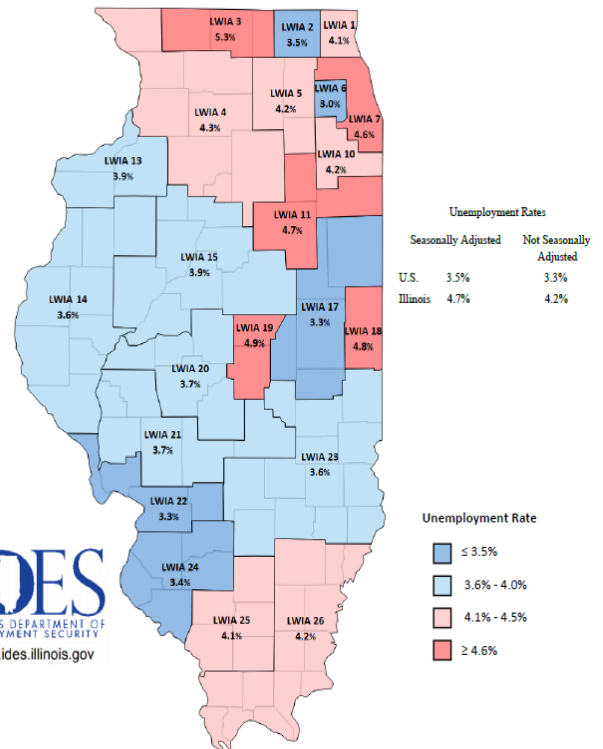 LWIA 3
5.3%
LWIA 2
3.5%
LWIA 1
4.1%
LWIA 6
3.0%
LWIA 5
4.2%
LWIA 4
4.3%
LWIA 7
4.6%
LWIA 10
4.2%
LWIA 13
3.9%
LWIA 11
4.7%
LWIA 15
3.9%
LWIA 14
3.6%
LWIA 17
3.3%
LWIA 19
4.9%
LWIA 18
4.8%
LWIA 20
3.7%
LWIA 21
3.7%
LWIA 23
3.6%
LWIA 22
3.3%
LWIA 24
3.4%
LWIA 25
4.1%
LWIA 26
4.2%
Unemployment Rates
Seasonally Adjusted Not Seasonally
Adjusted
U.S. 3.5% 3.3%
Illinois 4.7% 4.2%
Unemployment Rate
≤ 3.5%
3.6% - 4.0%
4.1% - 4.5%
≥ 4.6%
DES
S DEPARTMENT OF
YMENT SECURITY
.ides.illinois.gov